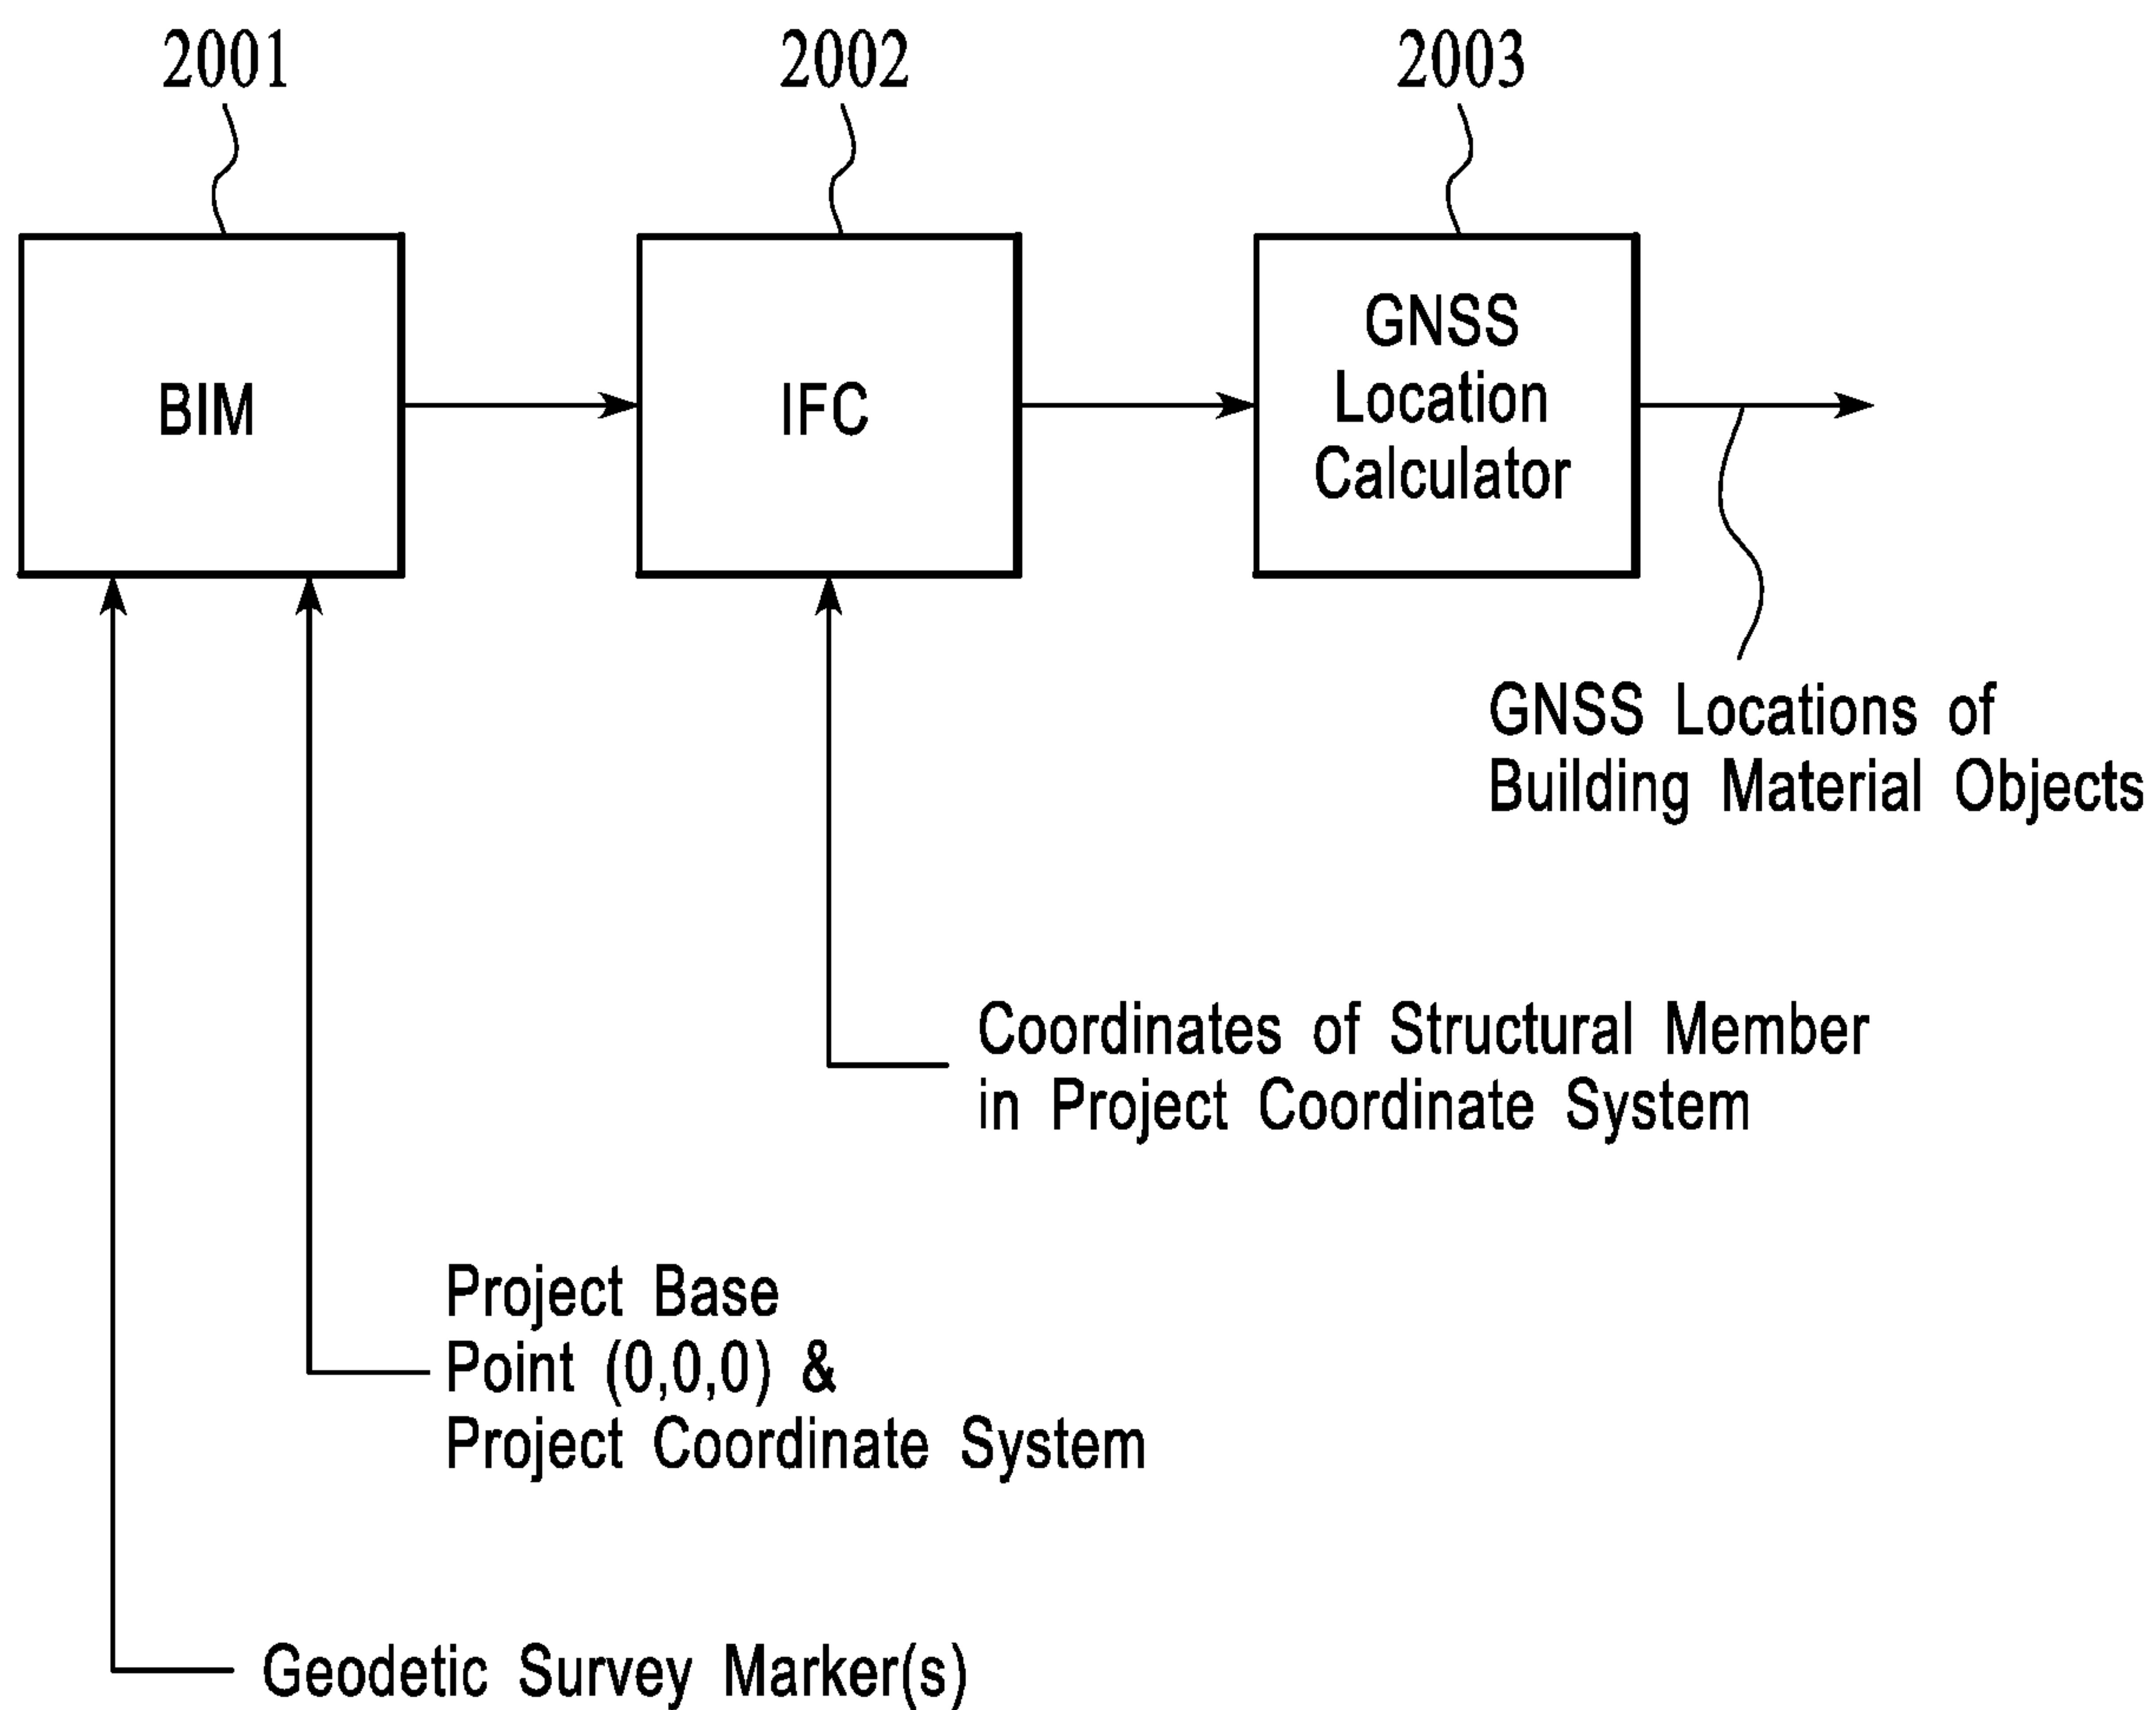 2001
2002
2003
BIM
IFC
GNSS
Location
Calculator
GNSS Locations of
Building Material Objects
Coordinates of Structural Member
in Project Coordinate System
Project Base
Point (0,0,0) &
Project Coordinate System
Geodetic Survey Marker(s)